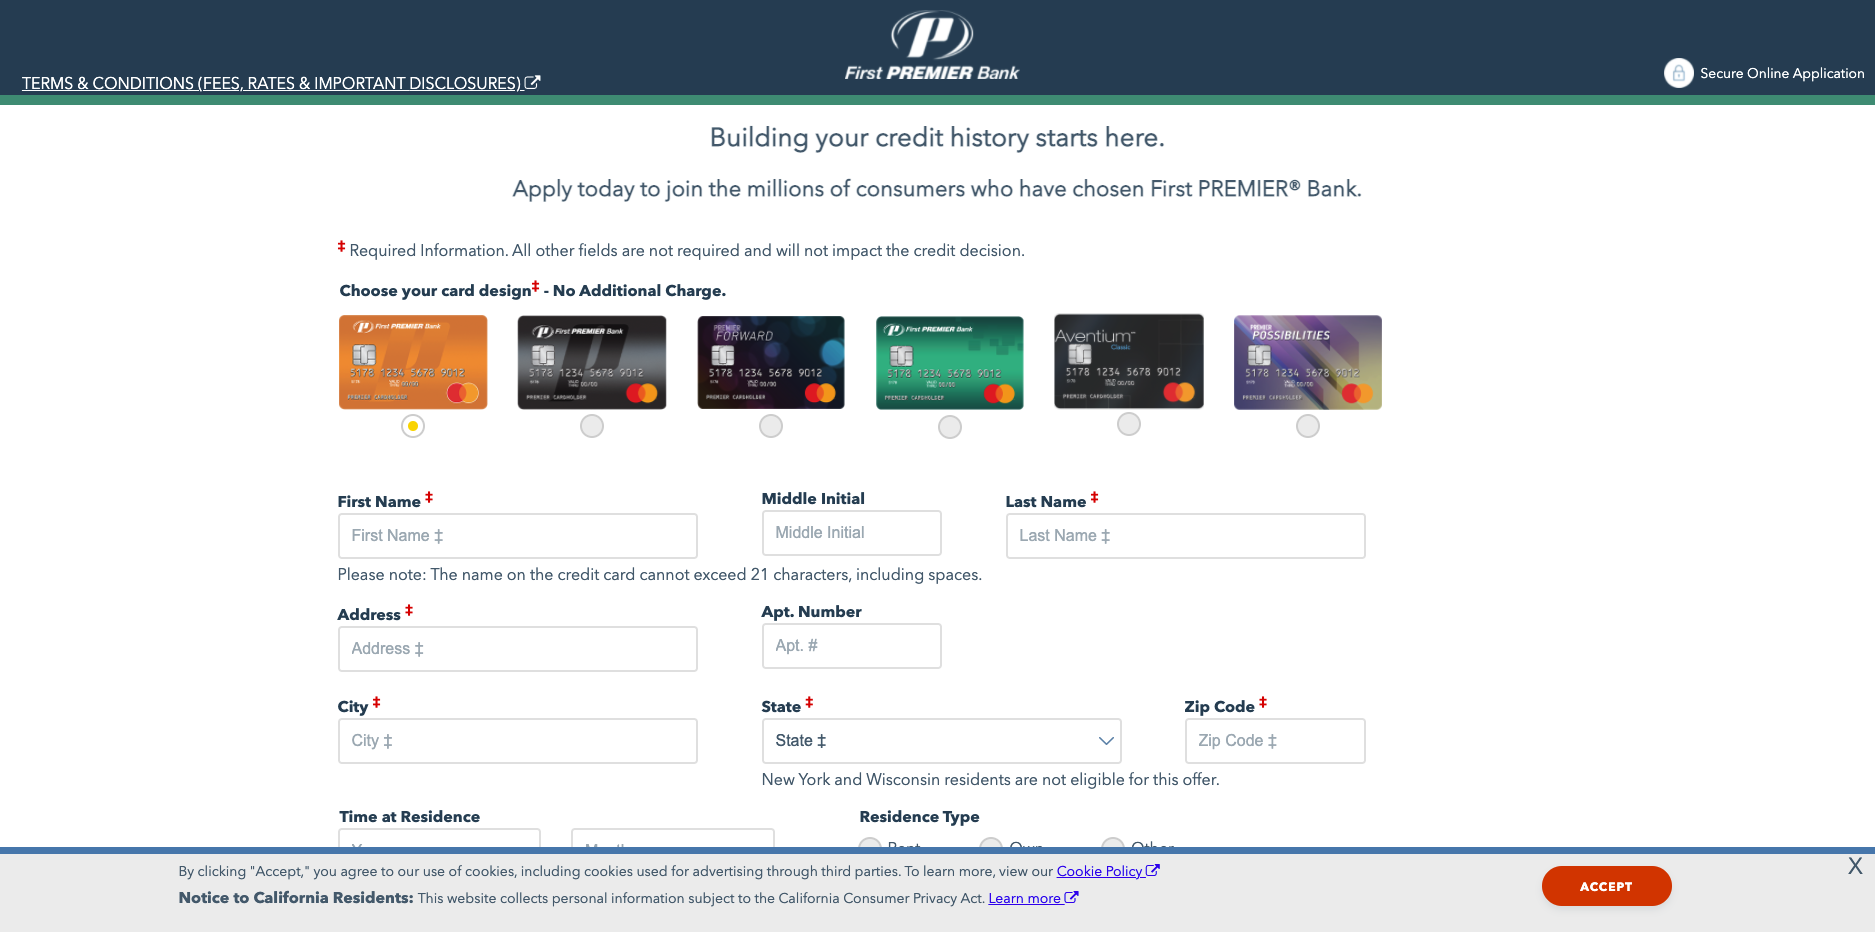 First PREMIER Bank
TERMS & CONDITIONS (FEES, RATES & IMPORTANT DISCLOSURES)
Secure Online Application
Building your credit history starts here.
Apply today to join the millions of consumers who have chosen First PREMIER® Bank.
‡ Required Information. All other fields are not required and will not impact the credit decision.
Choose your card design‡ - No Additional Charge.
First PREMIER Bank
5178 1234 5678 9012
PREMIER CARDHOLDER
First PREMIER Bank
5178 1234 5678 9012
PREMIER CARDHOLDER
PREMIER
FORWARD
5178 1234 5678 9012
PREMIER CARDHOLDER
First PREMIER Bank
5178 1234 5678 9012
PREMIER CARDHOLDER
Aventium™
Classic
5178 1234 5678 9012
PREMIER CARDHOLDER
PREMIER
POSSIBILITIES
5178 1234 5678 9012
PREMIER CARDHOLDER
First Name ‡
Middle Initial
Last Name ‡
First Name ‡
Middle Initial
Last Name ‡
Please note: The name on the credit card cannot exceed 21 characters, including spaces.
Address ‡
Apt. Number
Address ‡
Apt. #
City ‡
State ‡
Zip Code ‡
City ‡
State ‡
Zip Code ‡
New York and Wisconsin residents are not eligible for this offer.
Time at Residence
Residence Type
Rent
Own
Other
By clicking "Accept," you agree to our use of cookies, including cookies used for advertising through third parties. To learn more, view our Cookie Policy
Notice to California Residents: This website collects personal information subject to the California Consumer Privacy Act. Learn more
ACCEPT
X